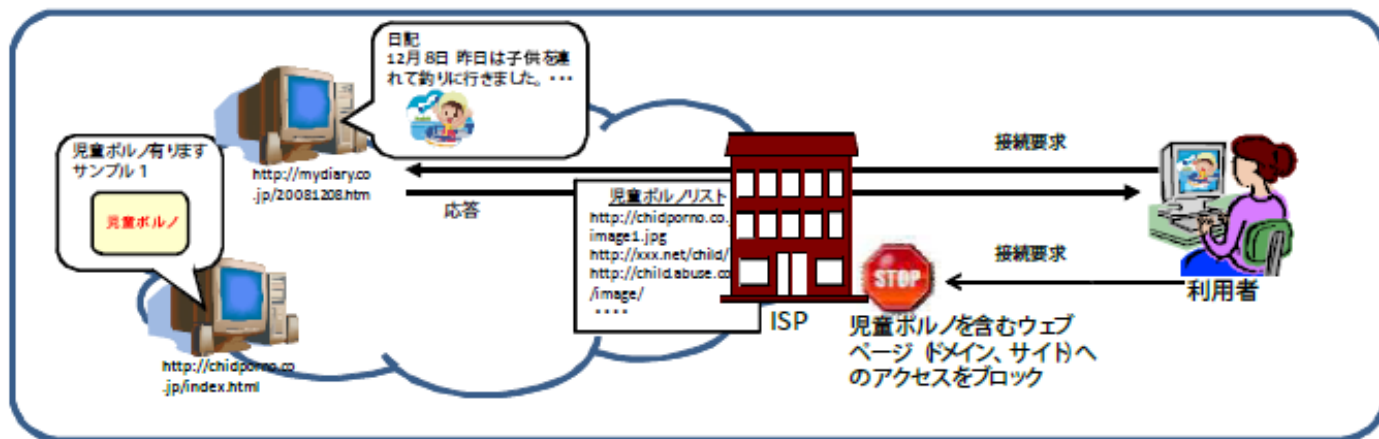 日記
12月8日 昨日は子供を連
れて釣りに行きました。・・・
児童ポルノ有ります
サンプル1
児童ポルノ
http://mydiary.co
.jp/20081208.htm
http://chidporno.co
.jp/index.html
応答
児童ポルノリスト
http://chidporno.co.
image1.jpg
http://xxx.net/child/
http://child.abuse.co
/image/
・・・・
ISP
接続要求
接続要求
STOP
児童ポルノを含むウェブ
ページ(ドメイン、サイト)へ
のアクセスをブロック
利用者